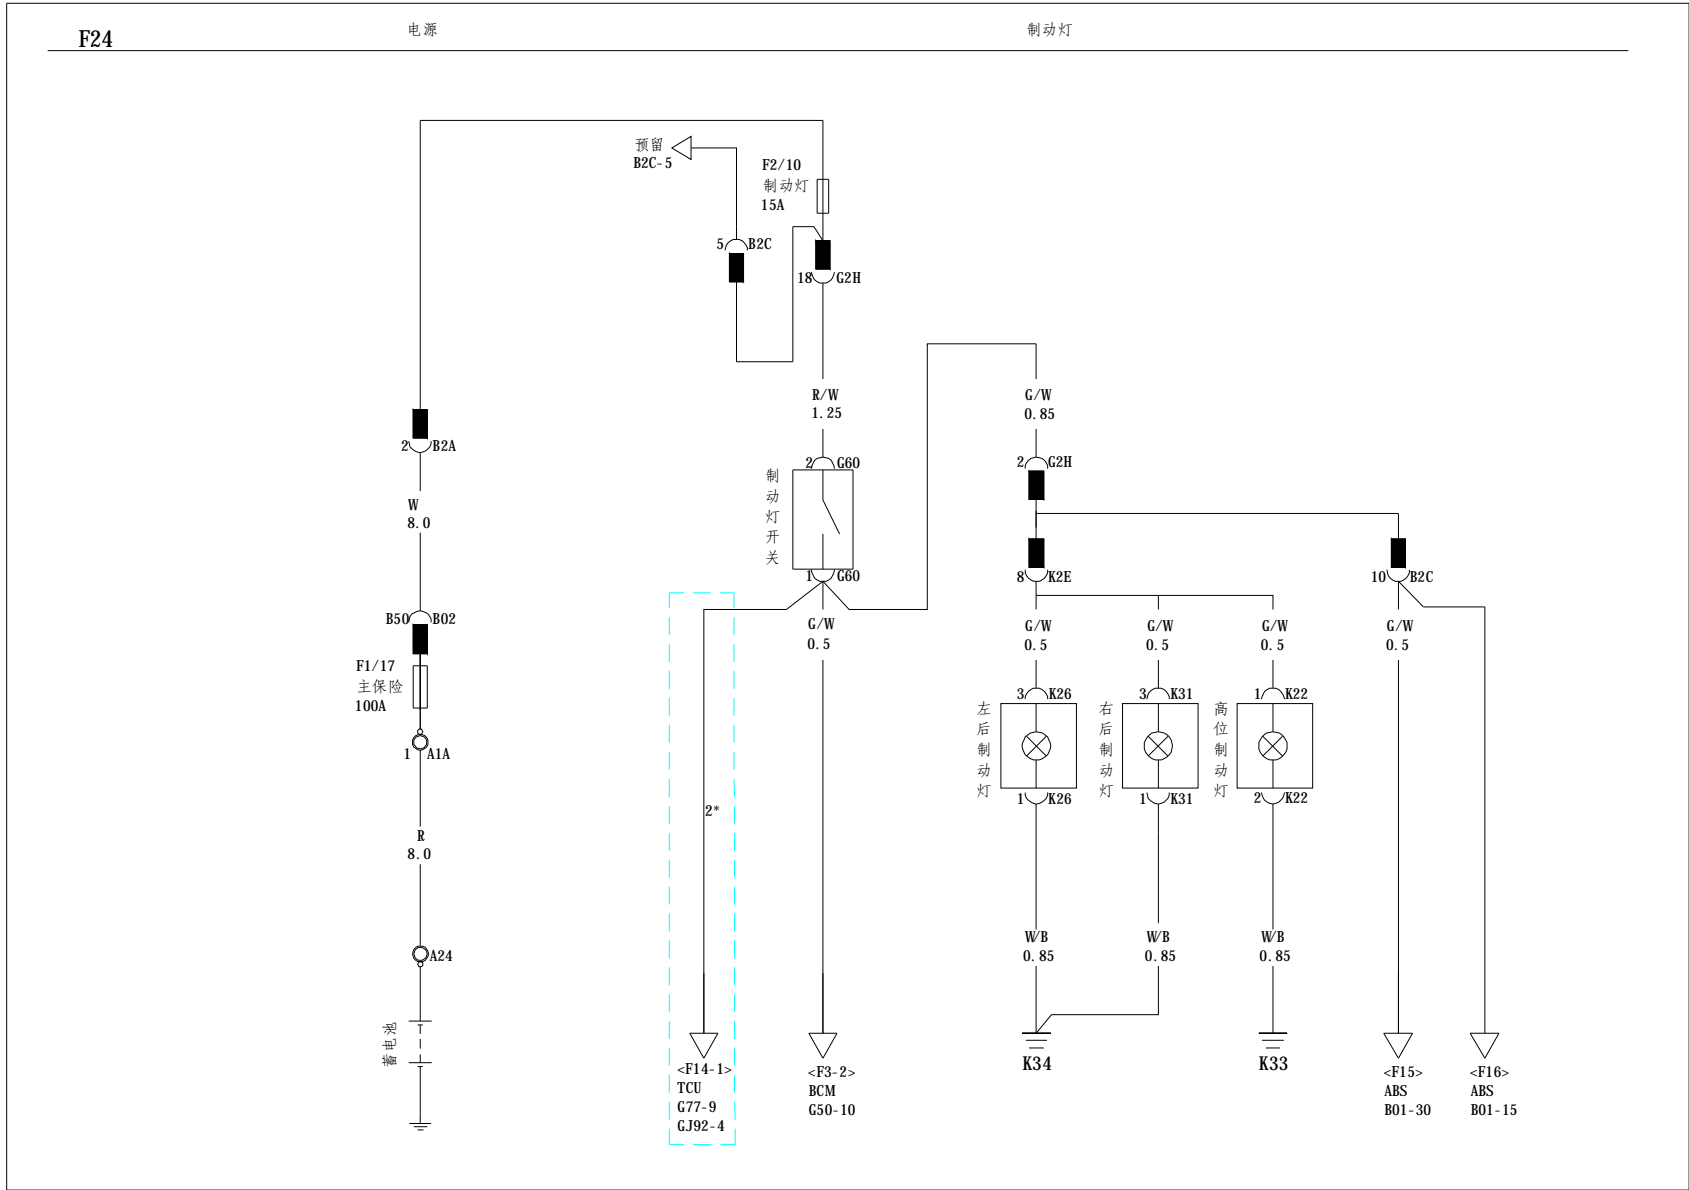 F24
电源
制动灯
预留
B2C-5
F2/10
制动灯
15A
5
B2C
18
G2H
R/W
1.25
G/W
0.85
2
B2A
2
G60
2
G2H
制动灯开关
W
8.0
8
K2E
10
B2C
1
G60
B50
B02
G/W
0.5
G/W
0.5
G/W
0.5
G/W
0.5
G/W
0.5
F1/17
主保险
100A
3
K26
3
K31
1
K22
左后制动灯
右后制动灯
高位制动灯
1
A1A
1
K26
1
K31
2
K22
2*
R
8.0
W/B
0.85
W/B
0.85
W/B
0.85
A24
蓄电池
<F14-1>
TCU
G77-9
GJ92-4
<F3-2>
BCM
G50-10
K34
K33
<F15>
ABS
B01-30
<F16>
ABS
B01-15